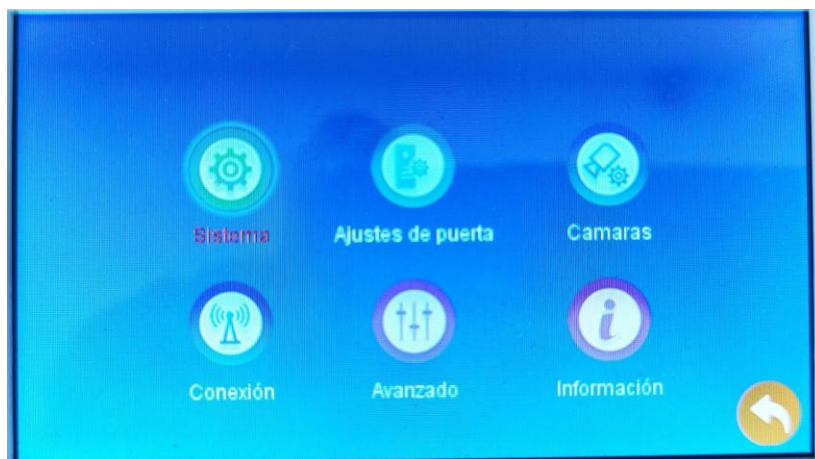 Sistema
Ajustes de puerta
Camaras
Conexión
Avanzado
Información